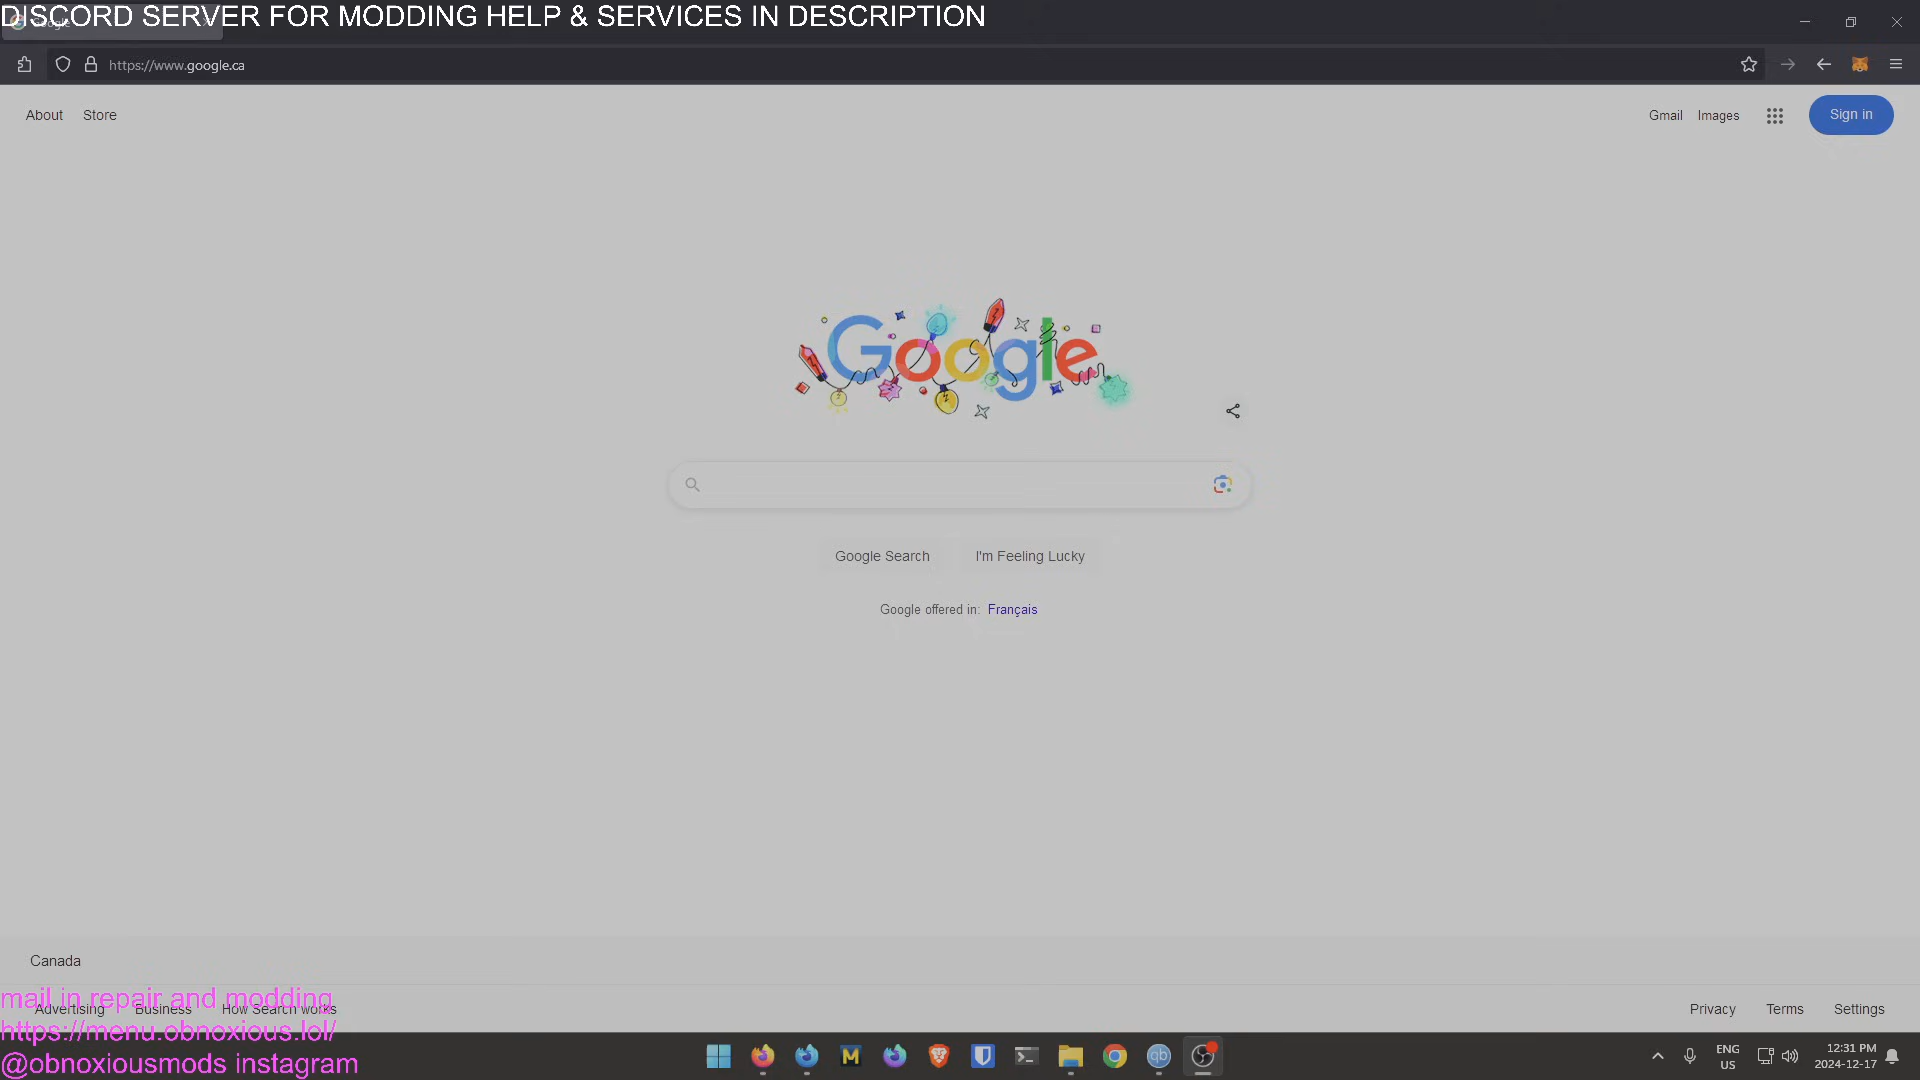 DISCORD SERVER FOR MODDING HELP & SERVICES IN DESCRIPTION
https://www.google.ca
About Store
Gmail Images Sign in
Google
Google Search I'm Feeling Lucky
Google offered in: Français
Canada
mail in repair and modding
Advertising Business How Search works
Privacy Terms Settings
https://menu.obnoxious.lol/
@obnoxiousmods instagram
M
qb
ENG
US
12:31 PM
2024-12-17